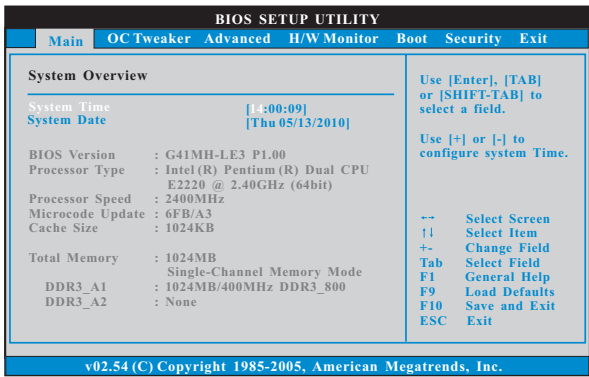 BIOS SETUP UTILITY
Main OC Tweaker Advanced H/W Monitor Boot Security Exit
System Overview
System Time [14:00:09]
System Date [Thu 05/13/2010]
BIOS Version : G41MH-LE3 P1.00
Processor Type : Intel (R) Pentium (R) Dual CPU
E2220 @ 2.40GHz (64bit)
Processor Speed : 2400MHz
Microcode Update : 6FB/A3
Cache Size : 1024KB
Total Memory : 1024MB
Single-Channel Memory Mode
DDR3_A1 : 1024MB/400MHz DDR3_800
DDR3_A2 : None
Use [Enter], [TAB]
or [SHIFT-TAB] to
select a field.
Use [+] or [-] to
configure system Time.
←→ Select Screen
↑↓ Select Item
+- Change Field
Tab Select Field
F1 General Help
F9 Load Defaults
F10 Save and Exit
ESC Exit
v02.54 (C) Copyright 1985-2005, American Megatrends, Inc.